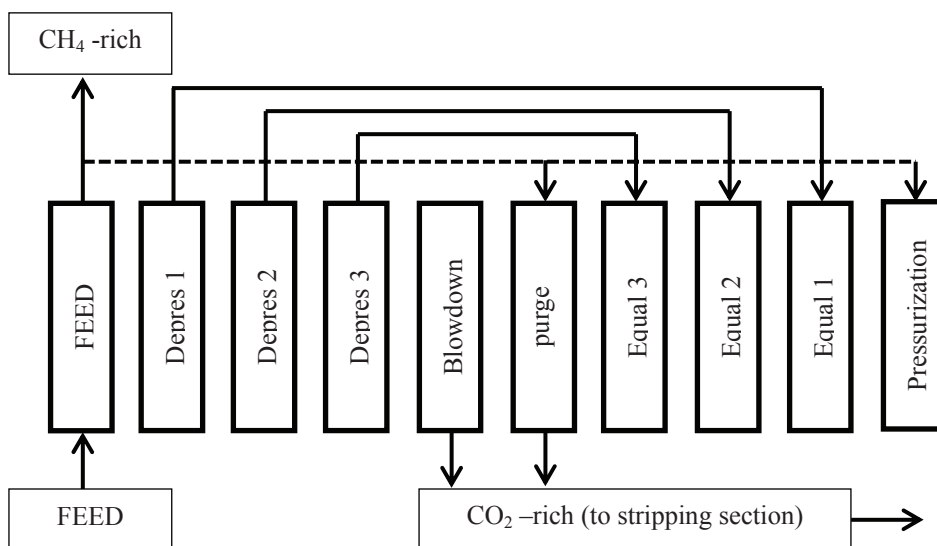 CH₄ -rich
FEED
Depres 1
Depres 2
Depres 3
Blowdown
purge
Equal 3
Equal 2
Equal 1
Pressurization
FEED
CO₂ –rich (to stripping section)